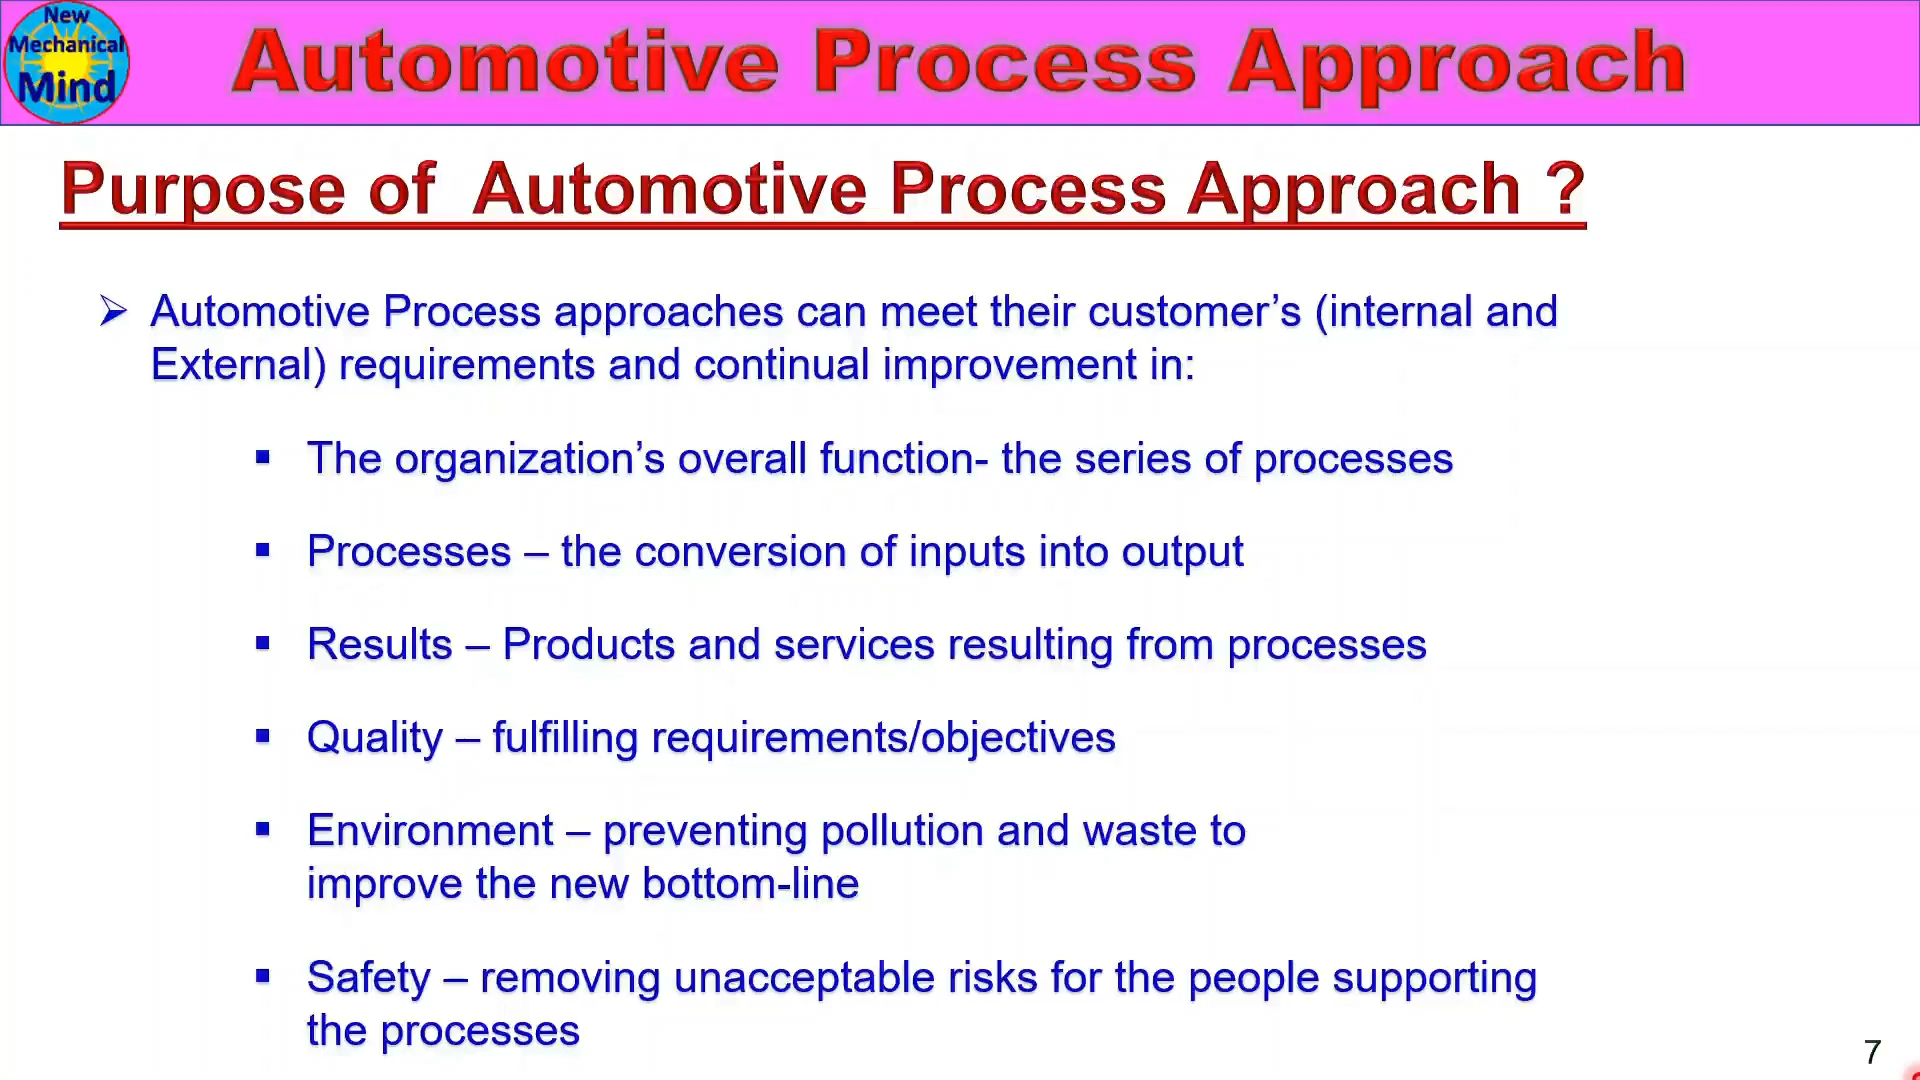 New
Mechanical
Mind
Automotive Process Approach
Purpose of Automotive Process Approach ?
➢ Automotive Process approaches can meet their customer’s (internal and
External) requirements and continual improvement in:
▪ The organization’s overall function- the series of processes
▪ Processes – the conversion of inputs into output
▪ Results – Products and services resulting from processes
▪ Quality – fulfilling requirements/objectives
▪ Environment – preventing pollution and waste to
improve the new bottom-line
▪ Safety – removing unacceptable risks for the people supporting
the processes
7